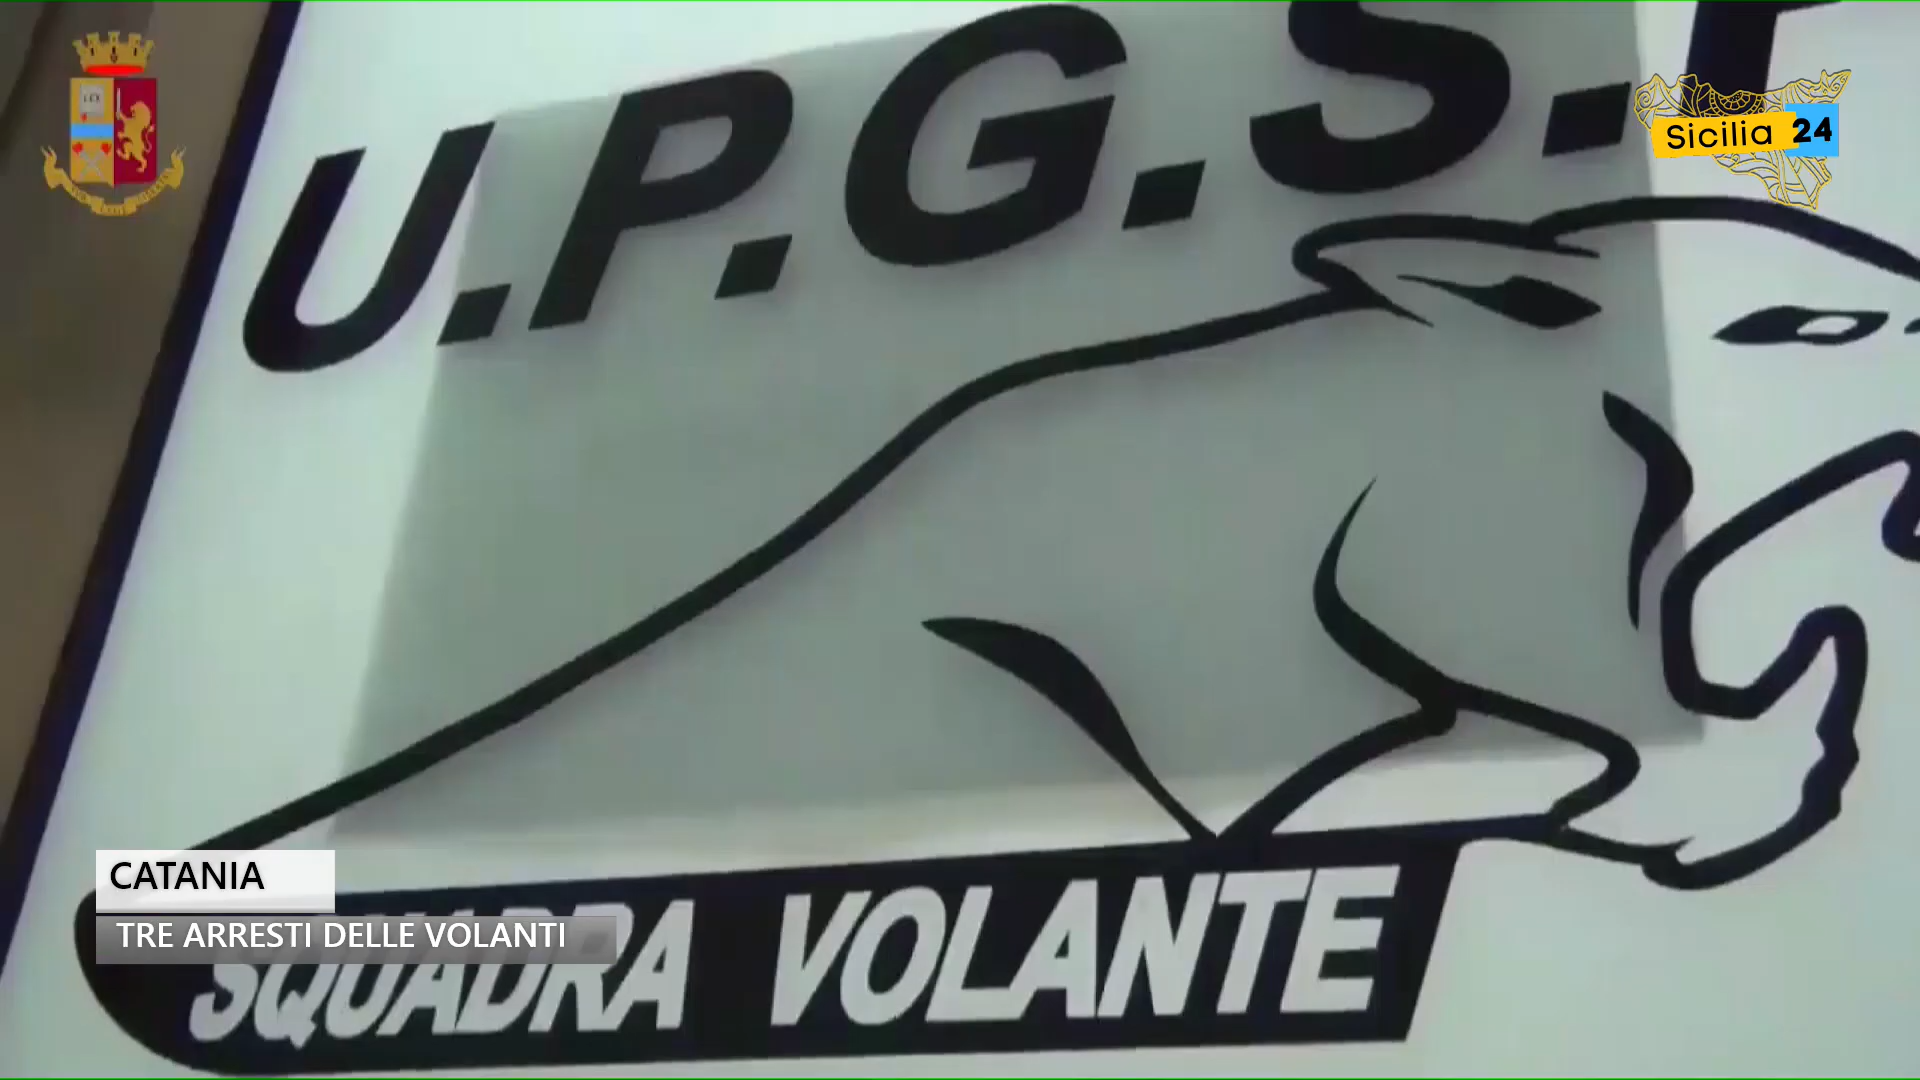 U.P.G.S.P
Sicilia 24
CATANIA
TRE ARRESTI DELLE VOLANTI
SQUADRA VOLANTE